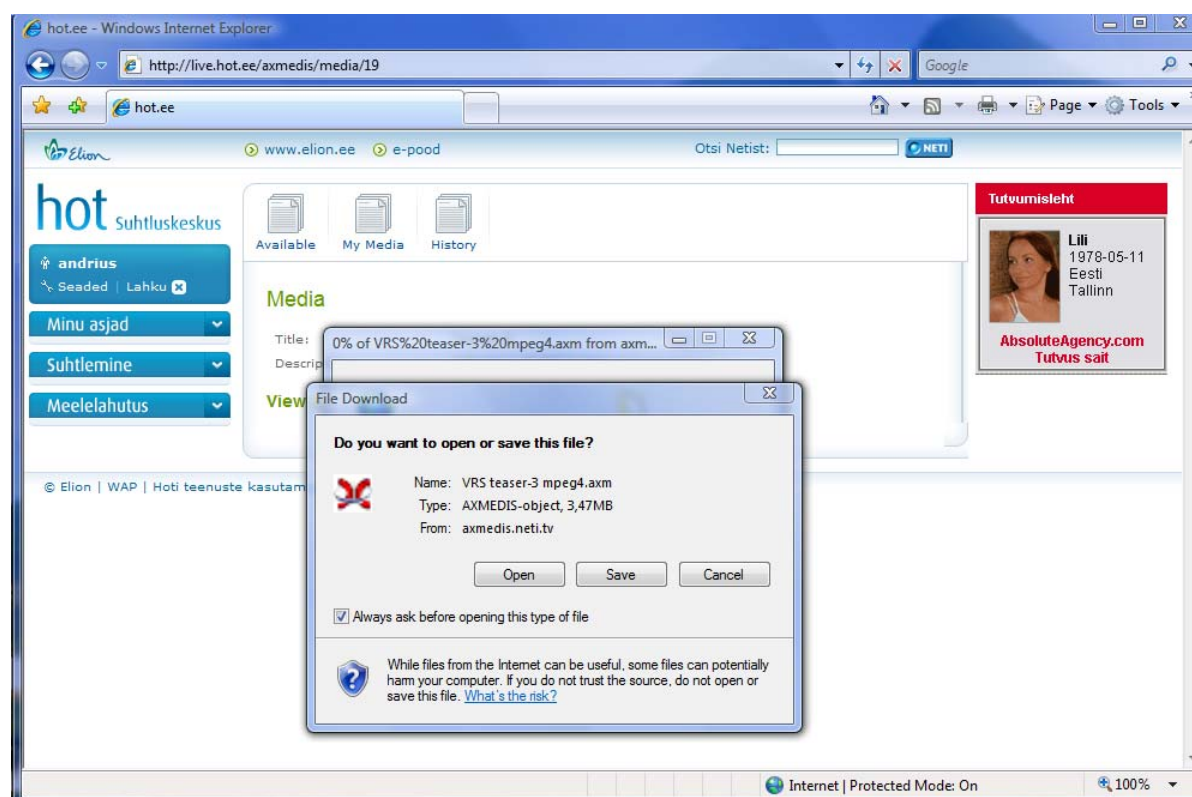 hot.ee - Windows Internet Explorer
http://live.hot.ee/axmedis/media/19
Google
hot.ee
Page
Tools
Elion
www.elion.ee
e-pood
Otsi Netist:
NETI
hot Suhtluskeskus
Available
My Media
History
andrius
Seaded | Lahku
Minu asjad
Suhtlemine
Meelelahutus
Media
Title:
Descrip
View
Tutvumisleht
Lili
1978-05-11
Eesti
Tallinn
AbsoluteAgency.com
Tutvus sait
0% of VRS%20teaser-3%20mpeg4.axm from axm...
File Download
Do you want to open or save this file?
Name: VRS teaser-3 mpeg4.axm
Type: AXMEDIS-object, 3,47MB
From: axmedis.neti.tv
Open
Save
Cancel
Always ask before opening this type of file
While files from the Internet can be useful, some files can potentially
harm your computer. If you do not trust the source, do not open or
save this file. What's the risk?
© Elion | WAP | Hoti teenuste kasutam
Internet | Protected Mode: On
100%